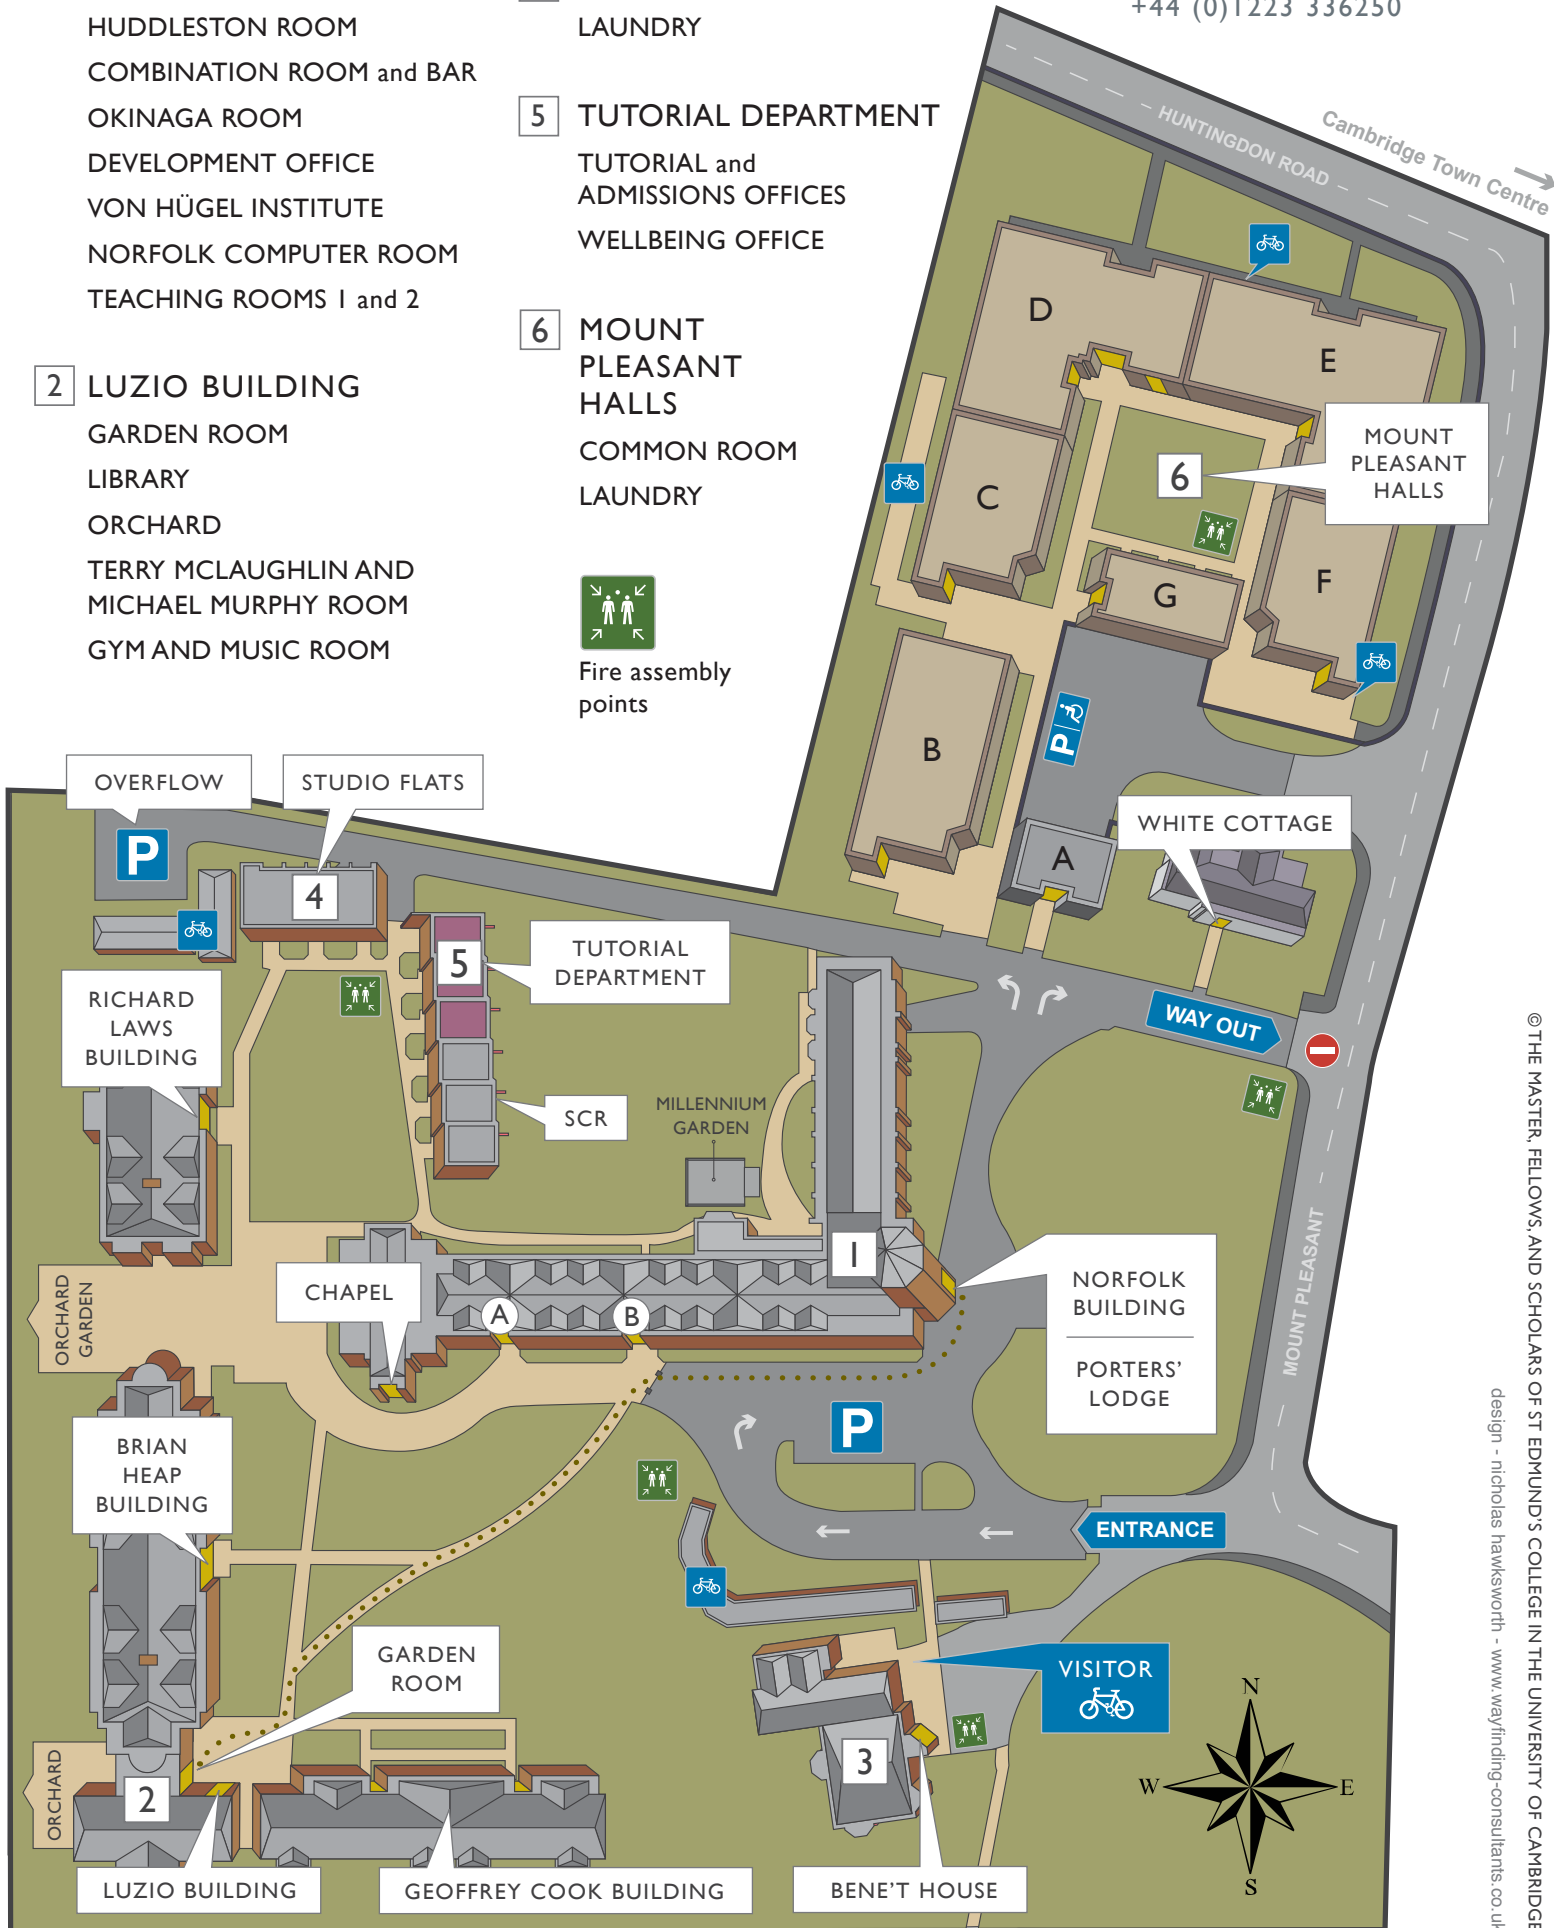 HUDDLESTON ROOM
COMBINATION ROOM and BAR
OKINAGA ROOM
DEVELOPMENT OFFICE
VON HÜGEL INSTITUTE
NORFOLK COMPUTER ROOM
TEACHING ROOMS 1 and 2
2 LUZIO BUILDING
GARDEN ROOM
LIBRARY
ORCHARD
TERRY MCLAUGHLIN AND
MICHAEL MURPHY ROOM
GYM AND MUSIC ROOM
LAUNDRY
5 TUTORIAL DEPARTMENT
TUTORIAL and
ADMISSIONS OFFICES
WELLBEING OFFICE
6 MOUNT
PLEASANT
HALLS
COMMON ROOM
LAUNDRY
Fire assembly
points
+44 (0)1223 336250
HUNTINGDON ROAD
Cambridge Town Centre
D
E
C
6
MOUNT
PLEASANT
HALLS
G
F
B
P
A
WHITE COTTAGE
OVERFLOW
P
STUDIO FLATS
4
5
TUTORIAL
DEPARTMENT
RICHARD
LAWS
BUILDING
SCR
MILLENNIUM
GARDEN
WAY OUT
MOUNT PLEASANT
1
CHAPEL
A
B
ORCHARD
GARDEN
NORFOLK
BUILDING
PORTERS'
LODGE
P
BRIAN
HEAP
BUILDING
ENTRANCE
GARDEN
ROOM
VISITOR
ORCHARD
2
3
LUZIO BUILDING
GEOFFREY COOK BUILDING
BENE'T HOUSE
N
W
E
S
© THE MASTER, FELLOWS, AND SCHOLARS OF ST EDMUND'S COLLEGE IN THE UNIVERSITY OF CAMBRIDGE
design - nicholas hawksworth - www.wayfinding-consultants.co.uk